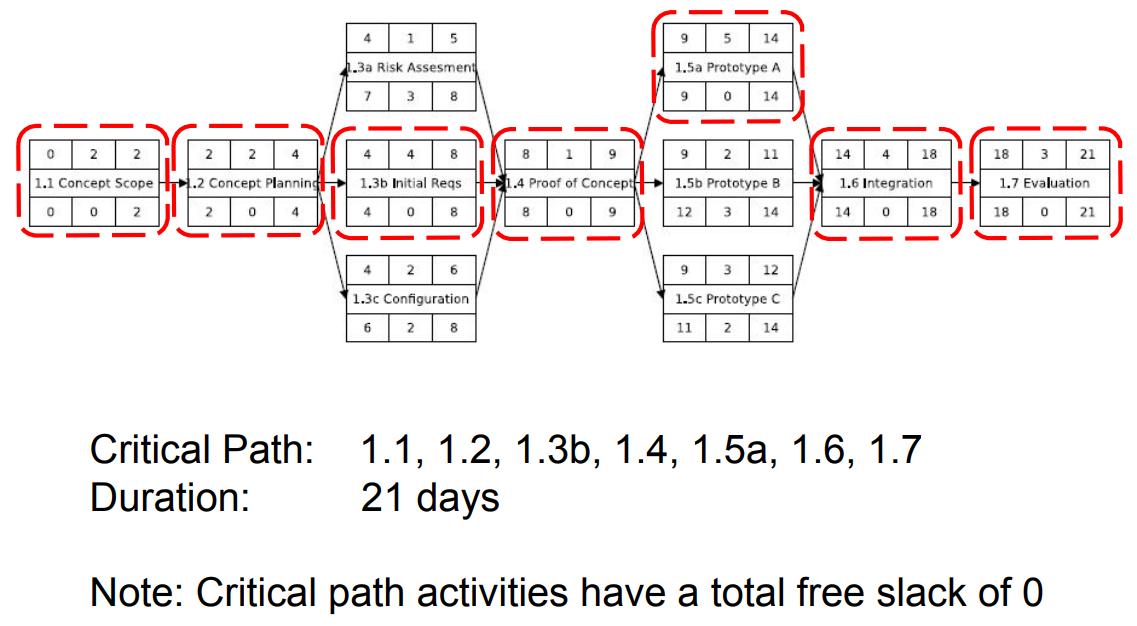 4 1 5
1.3a Risk Assesment
7 3 8
9 5 14
1.5a Prototype A
9 0 14
0 2 2
1.1 Concept Scope
0 0 2
2 2 4
1.2 Concept Planning
2 0 4
4 4 8
1.3b Initial Reqs
4 0 8
8 1 9
1.4 Proof of Concept
8 0 9
9 2 11
1.5b Prototype B
12 3 14
14 4 18
1.6 Integration
14 0 18
18 3 21
1.7 Evaluation
18 0 21
4 2 6
1.3c Configuration
6 2 8
9 3 12
1.5c Prototype C
11 2 14
Critical Path: 1.1, 1.2, 1.3b, 1.4, 1.5a, 1.6, 1.7
Duration: 21 days
Note: Critical path activities have a total free slack of 0